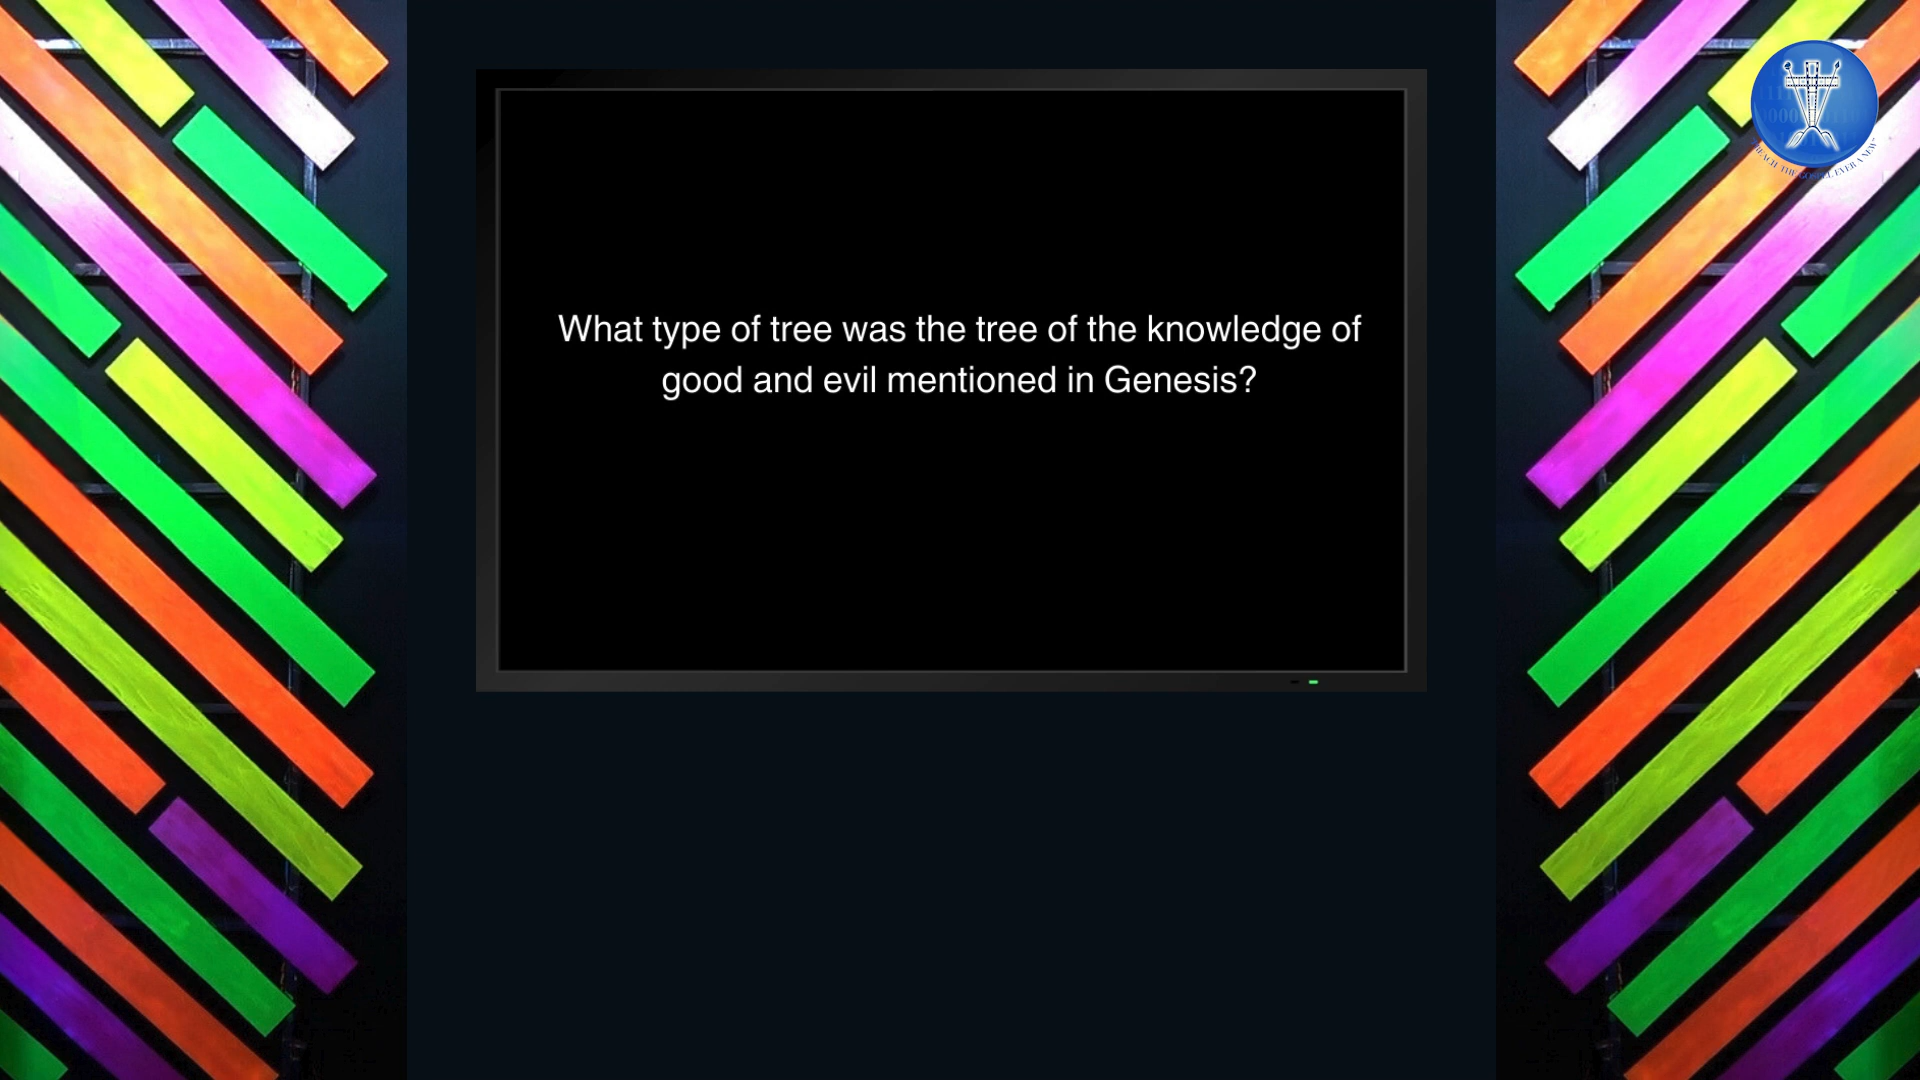 What type of tree was the tree of the knowledge of
good and evil mentioned in Genesis?